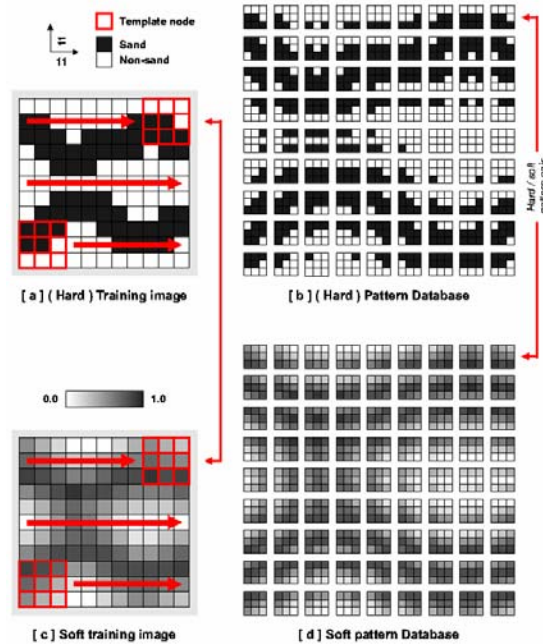 Template node
Sand
Non-sand
11
11
[ a ] ( Hard ) Training image
[ b ] ( Hard ) Pattern Database
Hard / soft
0.0
1.0
[ c ] Soft training image
[ d ] Soft pattern Database